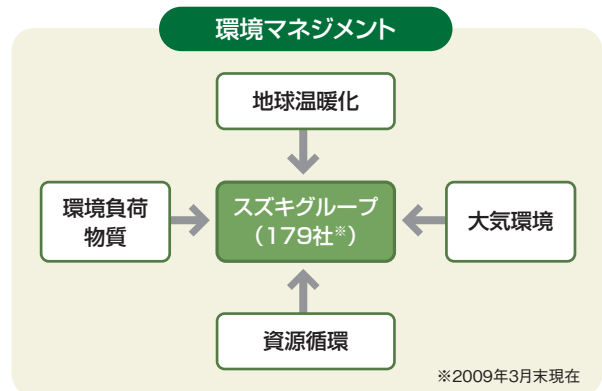 環境マネジメント
地球温暖化
環境負荷
物質
スズキグループ
（179社※）
大気環境
資源循環
※2009年3月末現在